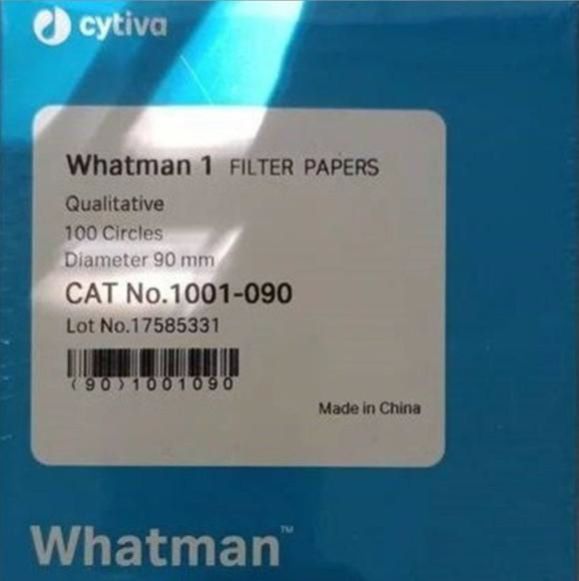 cytiva
Whatman 1 FILTER PAPERS
Qualitative
100 Circles
Diameter 90 mm
CAT No.1001-090
Lot No.17585331
(90)1001090
Made in China
Whatman™